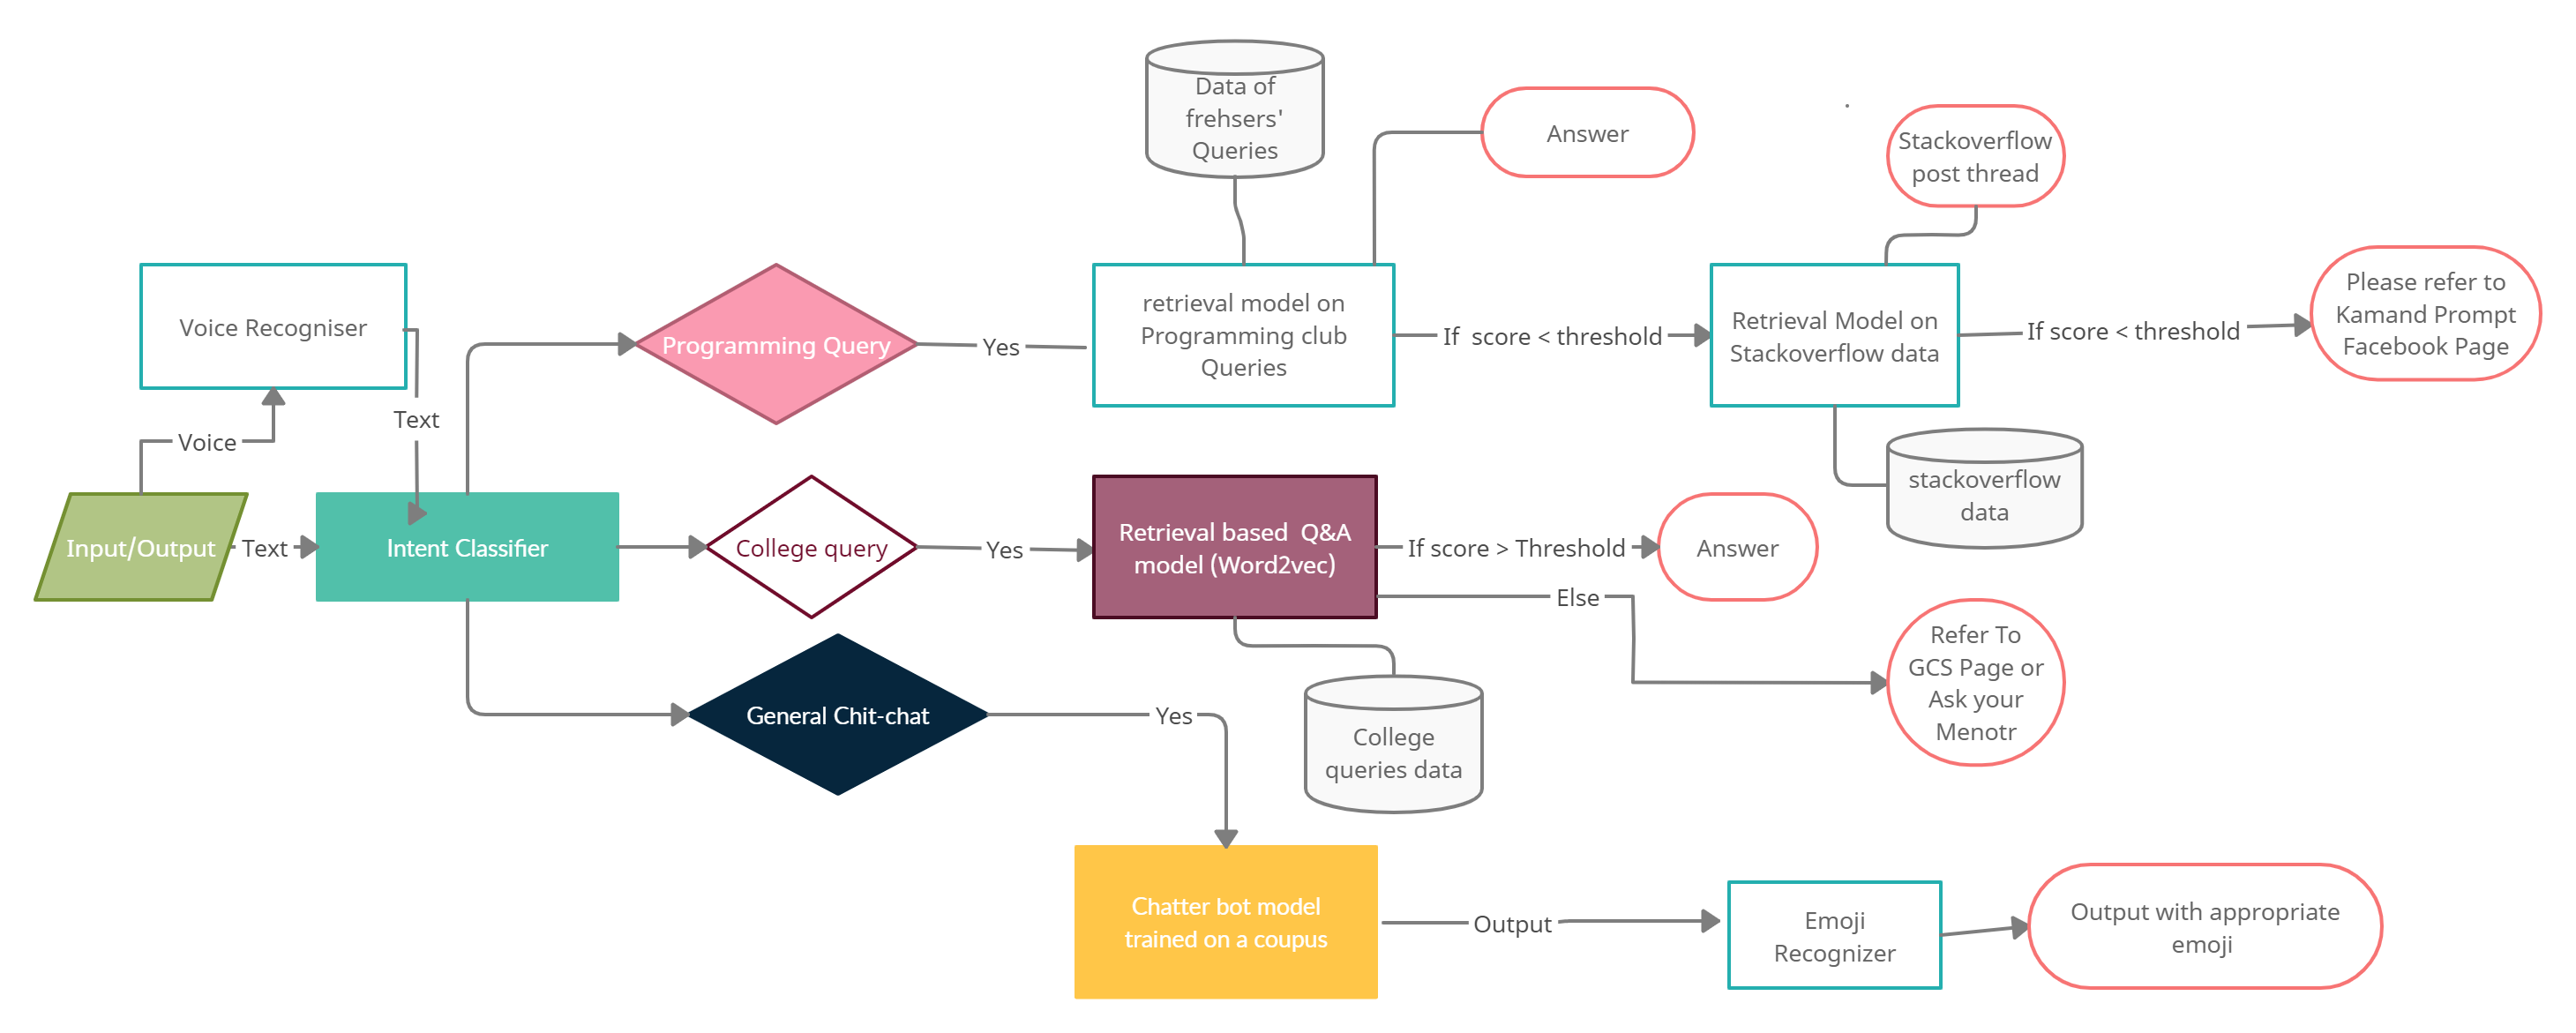 Data of
frehsers'
Queries
Answer
Stackoverflow
post thread
Voice Recogniser
Programming Query
Yes
retrieval model on
Programming club
Queries
If  score < threshold
Retrieval Model on
Stackoverflow data
If score < threshold
Please refer to
Kamand Prompt
Facebook Page
Text
Voice
stackoverflow
data
Input/Output
Text
Intent Classifier
College query
Yes
Retrieval based  Q&A
model (Word2vec)
If score > Threshold
Answer
Else
Refer To
GCS Page or
Ask your
Menotr
General Chit-chat
Yes
College
queries data
Chatter bot model
trained on a coupus
Output
Emoji
Recognizer
Output with appropriate
emoji